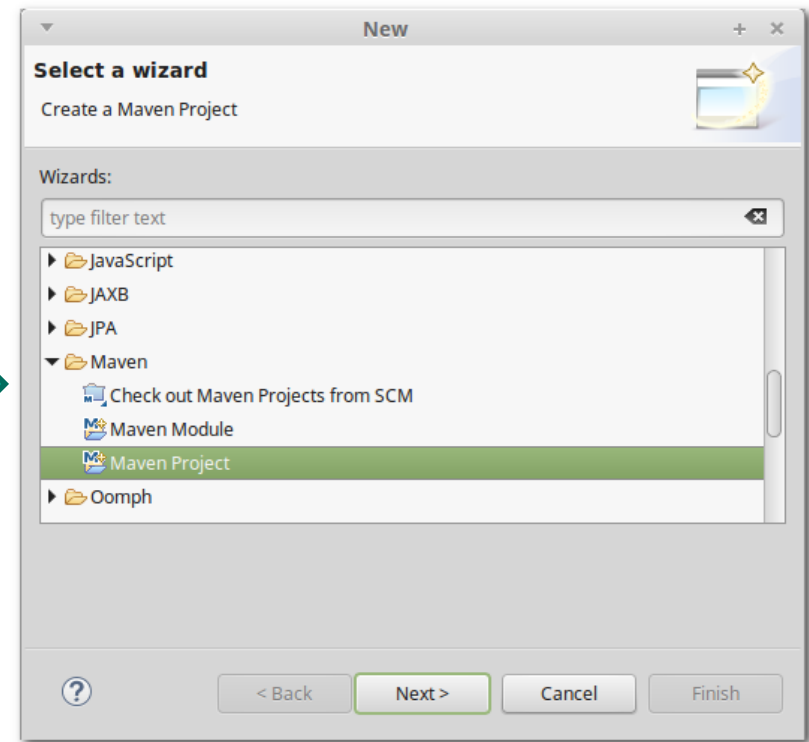 New
Select a wizard
Create a Maven Project
Wizards:
type filter text
JavaScript
JAXB
JPA
Maven
Check out Maven Projects from SCM
Maven Module
Maven Project
Oomph
< Back Next > Cancel Finish